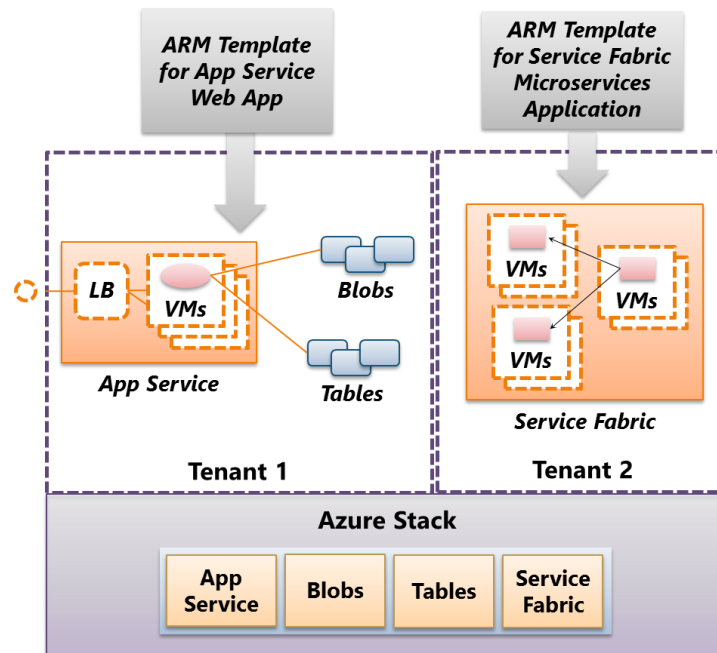 ARM Template
for App Service
Web App
ARM Template
for Service Fabric
Microservices
Application
LB
VMs
Blobs
Tables
App Service
Tenant 1
VMs
VMs
VMs
Service Fabric
Tenant 2
Azure Stack
App
Service
Blobs
Tables
Service
Fabric